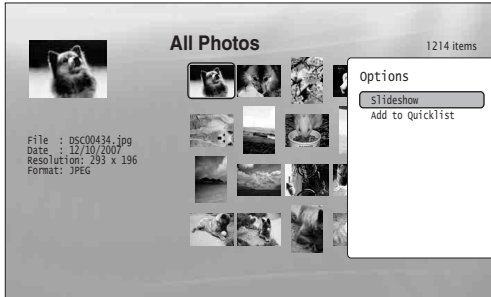 All Photos
1214 items
Options
Slideshow
Add to Quicklist
File : DSC00434.jpg
Date : 12/10/2007
Resolution: 293 x 196
Format: JPEG